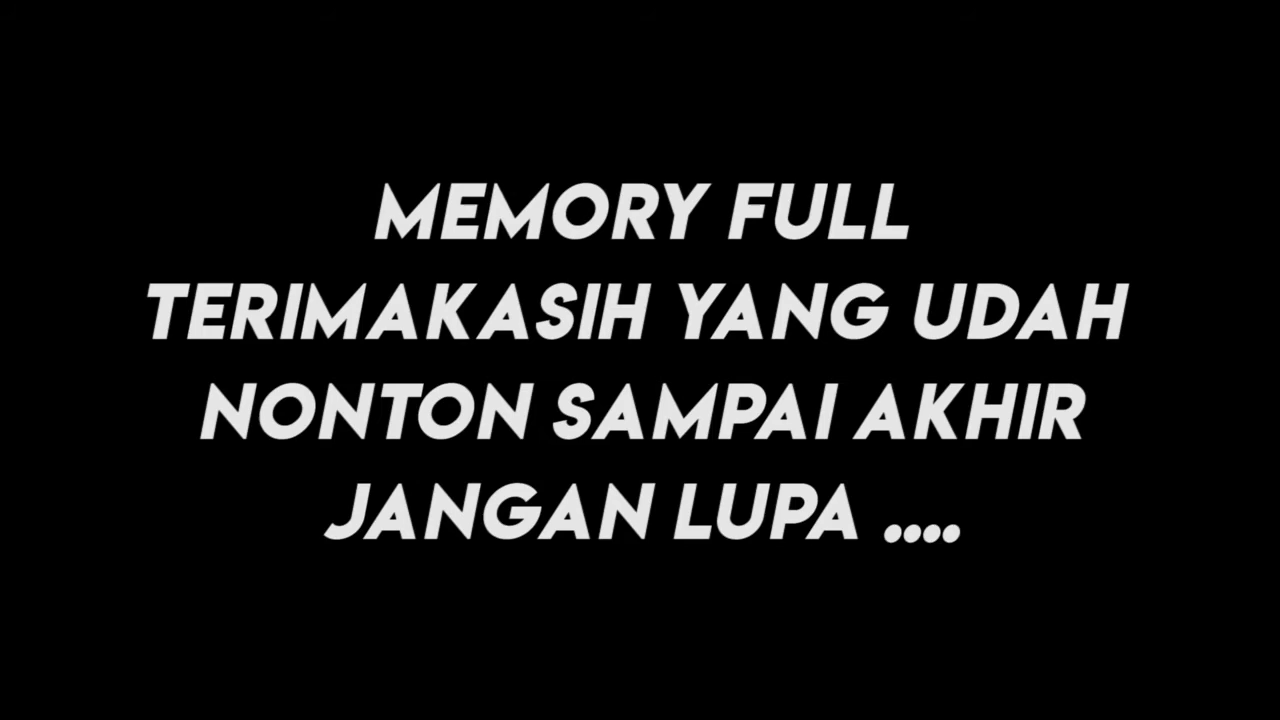 MEMORY FULL
TERIMAKASIH YANG UDAH
NONTON SAMPAI AKHIR
JANGAN LUPA ....